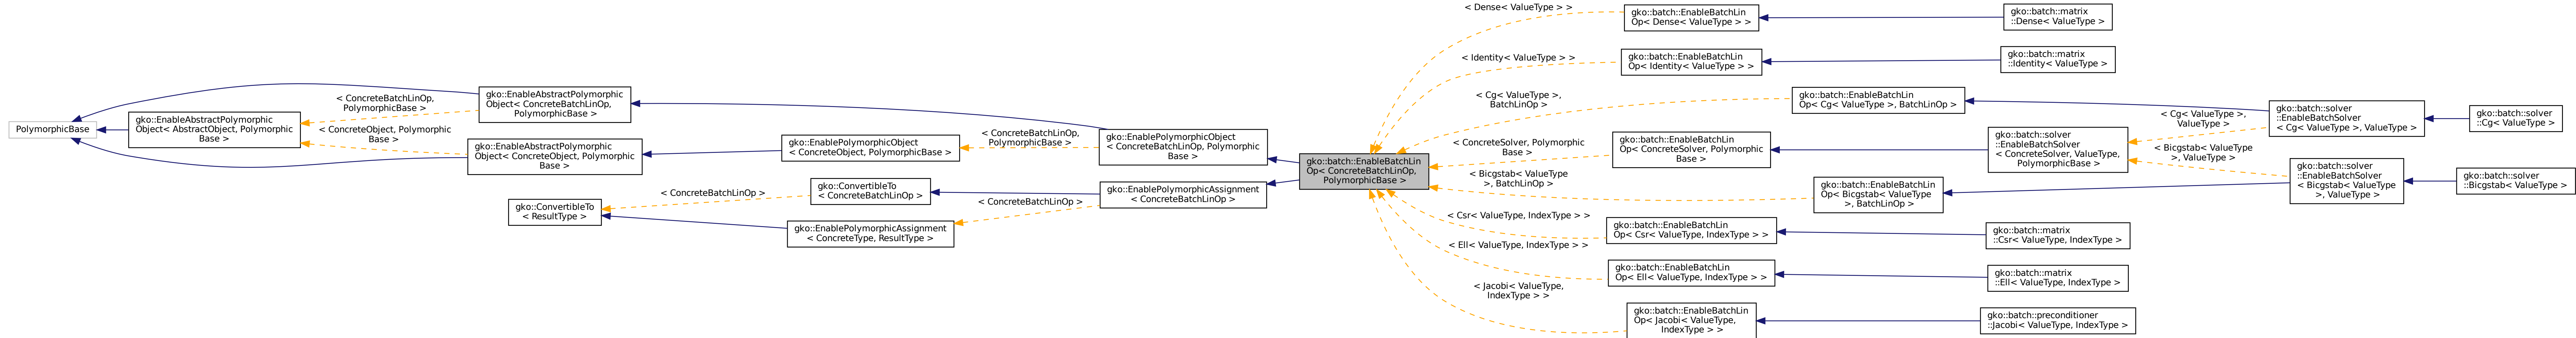 PolymorphicBase
gko::EnableAbstractPolymorphic
Object< AbstractObject, Polymorphic
Base >
< ConcreteBatchLinOp,
PolymorphicBase >
< ConcreteObject, Polymorphic
Base >
gko::EnableAbstractPolymorphic
Object< ConcreteBatchLinOp,
PolymorphicBase >
gko::EnableAbstractPolymorphic
Object< ConcreteObject, Polymorphic
Base >
gko::ConvertibleTo
< ResultType >
< ConcreteBatchLinOp >
gko::EnablePolymorphicObject
< ConcreteObject, PolymorphicBase >
gko::ConvertibleTo
< ConcreteBatchLinOp >
gko::EnablePolymorphicAssignment
< ConcreteType, ResultType >
< ConcreteBatchLinOp,
PolymorphicBase >
< ConcreteBatchLinOp >
gko::EnablePolymorphicObject
< ConcreteBatchLinOp, Polymorphic
Base >
gko::EnablePolymorphicAssignment
< ConcreteBatchLinOp >
gko::batch::EnableBatchLin
Op< ConcreteBatchLinOp,
PolymorphicBase >
< Dense< ValueType > >
< Identity< ValueType > >
< Cg< ValueType >,
BatchLinOp >
< ConcreteSolver, Polymorphic
Base >
< Bicgstab< ValueType
>, BatchLinOp >
< Csr< ValueType, IndexType > >
< Ell< ValueType, IndexType > >
< Jacobi< ValueType,
IndexType > >
gko::batch::EnableBatchLin
Op< Dense< ValueType > >
gko::batch::EnableBatchLin
Op< Identity< ValueType > >
gko::batch::EnableBatchLin
Op< Cg< ValueType >, BatchLinOp >
gko::batch::EnableBatchLin
Op< ConcreteSolver, Polymorphic
Base >
gko::batch::EnableBatchLin
Op< Bicgstab< ValueType
>, BatchLinOp >
gko::batch::EnableBatchLin
Op< Csr< ValueType, IndexType > >
gko::batch::EnableBatchLin
Op< Ell< ValueType, IndexType > >
gko::batch::EnableBatchLin
Op< Jacobi< ValueType,
IndexType > >
gko::batch::matrix
::Dense< ValueType >
gko::batch::matrix
::Identity< ValueType >
gko::batch::solver
::EnableBatchSolver
< ConcreteSolver, ValueType,
PolymorphicBase >
gko::batch::matrix
::Csr< ValueType, IndexType >
gko::batch::matrix
::Ell< ValueType, IndexType >
gko::batch::preconditioner
::Jacobi< ValueType, IndexType >
< Cg< ValueType >,
ValueType >
< Bicgstab< ValueType
>, ValueType >
gko::batch::solver
::EnableBatchSolver
< Cg< ValueType >, ValueType >
gko::batch::solver
::EnableBatchSolver
< Bicgstab< ValueType
>, ValueType >
gko::batch::solver
::Cg< ValueType >
gko::batch::solver
::Bicgstab< ValueType >